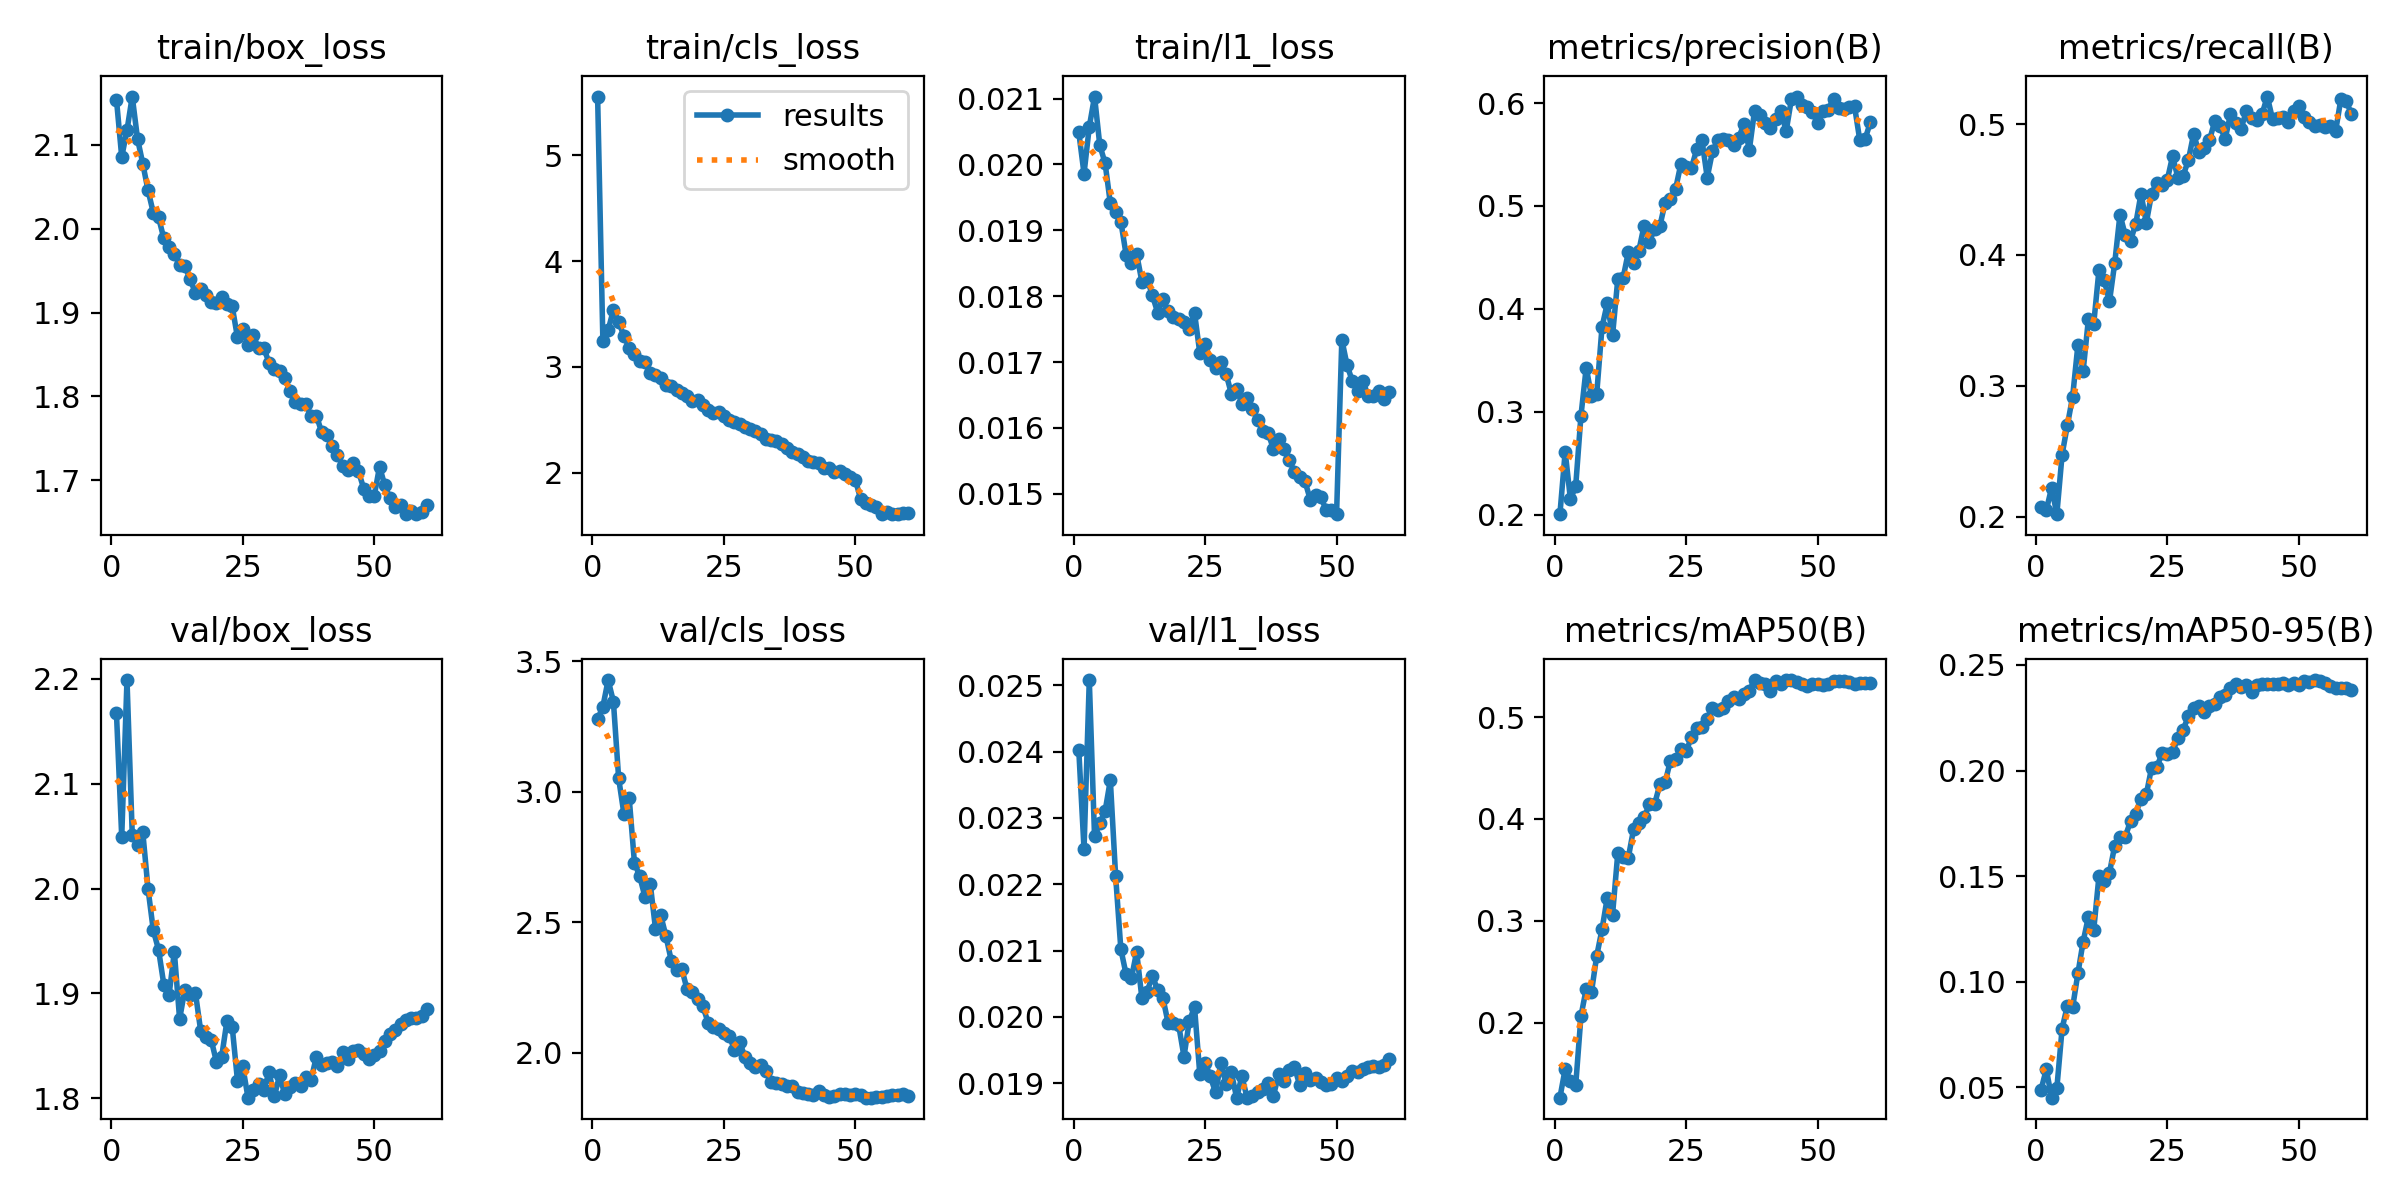 train/box_loss
2.1
2.0
1.9
1.8
1.7
0 25 50
train/cls_loss
results
smooth
5
4
3
2
0 25 50
train/l1_loss
0.021
0.020
0.019
0.018
0.017
0.016
0.015
0 25 50
metrics/precision(B)
0.6
0.5
0.4
0.3
0.2
0 25 50
metrics/recall(B)
0.5
0.4
0.3
0.2
0 25 50
val/box_loss
2.2
2.1
2.0
1.9
1.8
0 25 50
val/cls_loss
3.5
3.0
2.5
2.0
0 25 50
val/l1_loss
0.025
0.024
0.023
0.022
0.021
0.020
0.019
0 25 50
metrics/mAP50(B)
0.5
0.4
0.3
0.2
0 25 50
metrics/mAP50-95(B)
0.25
0.20
0.15
0.10
0.05
0 25 50